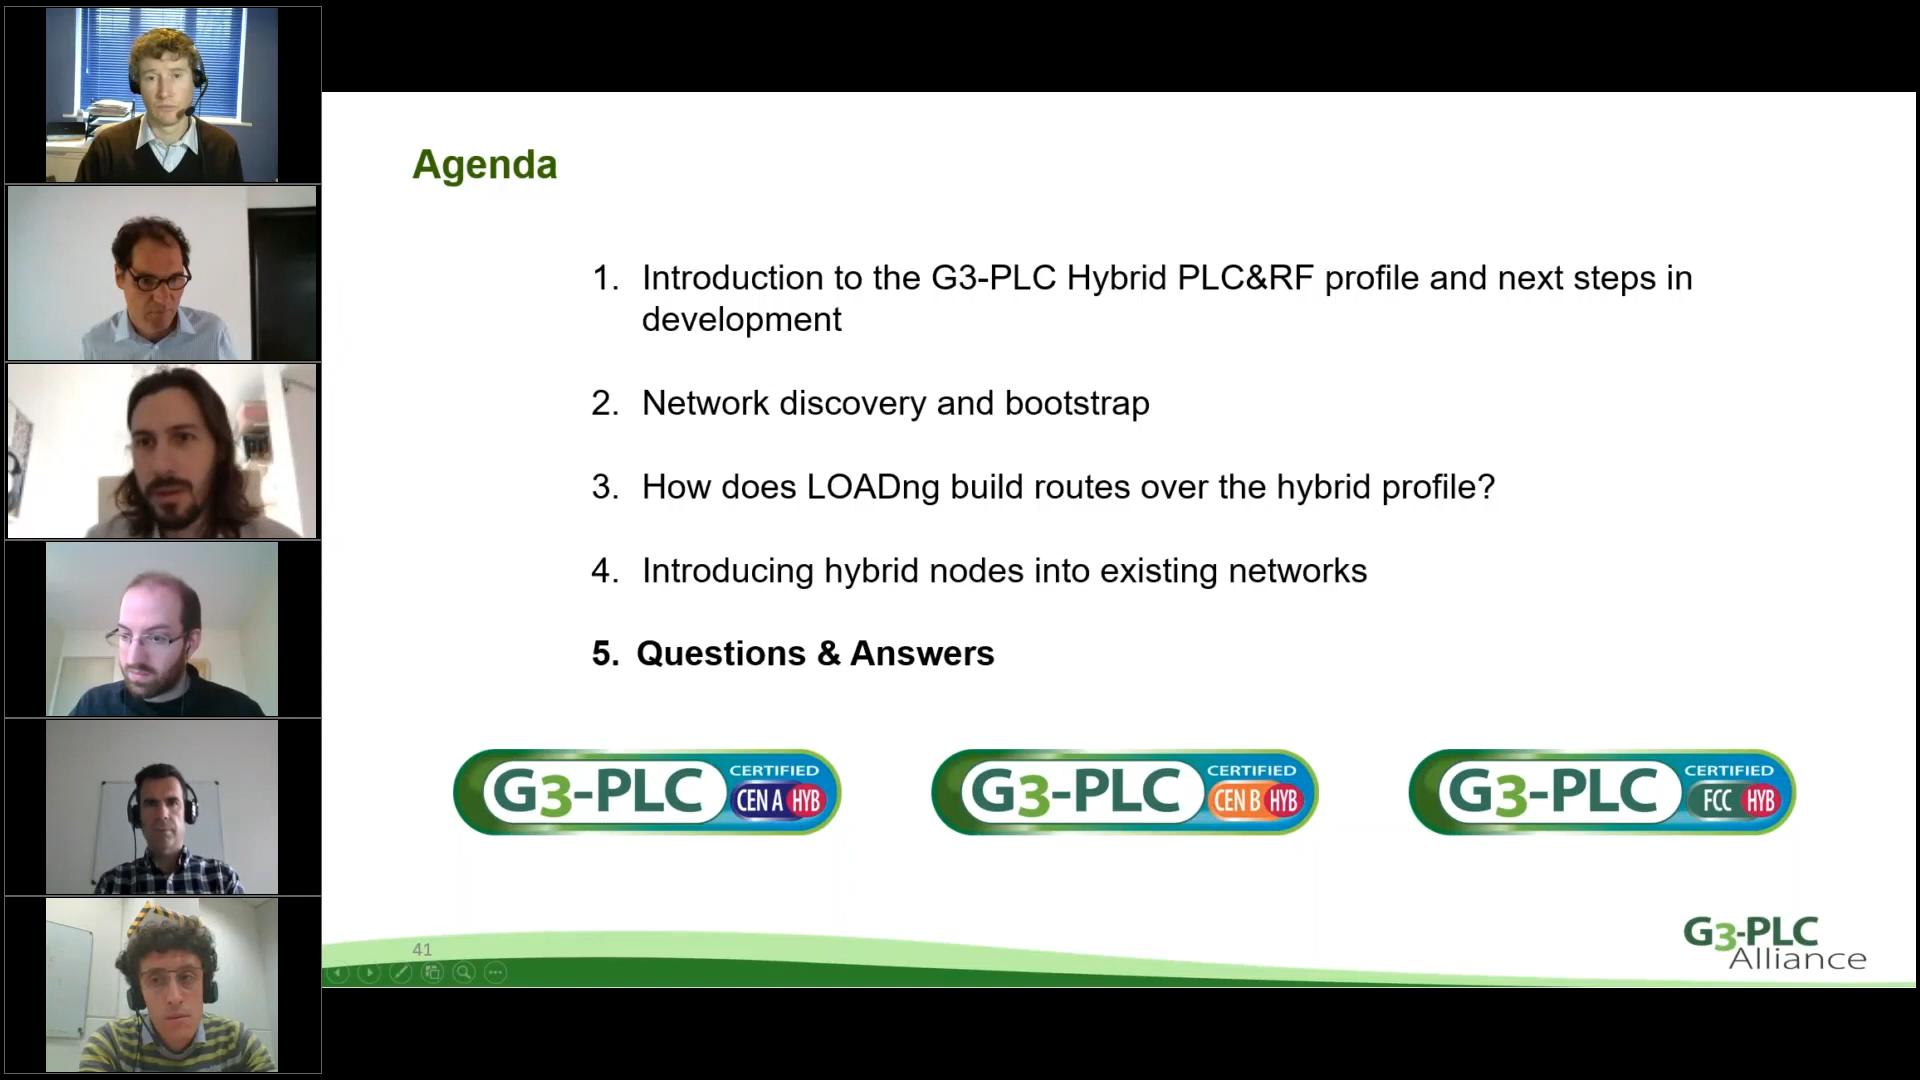 Agenda
1. Introduction to the G3-PLC Hybrid PLC&RF profile and next steps in
development
2. Network discovery and bootstrap
3. How does LOADng build routes over the hybrid profile?
4. Introducing hybrid nodes into existing networks
5. Questions & Answers
G3-PLC CERTIFIED CEN A HYB
G3-PLC CERTIFIED CEN B HYB
G3-PLC CERTIFIED FCC HYB
41
G3-PLC
Alliance